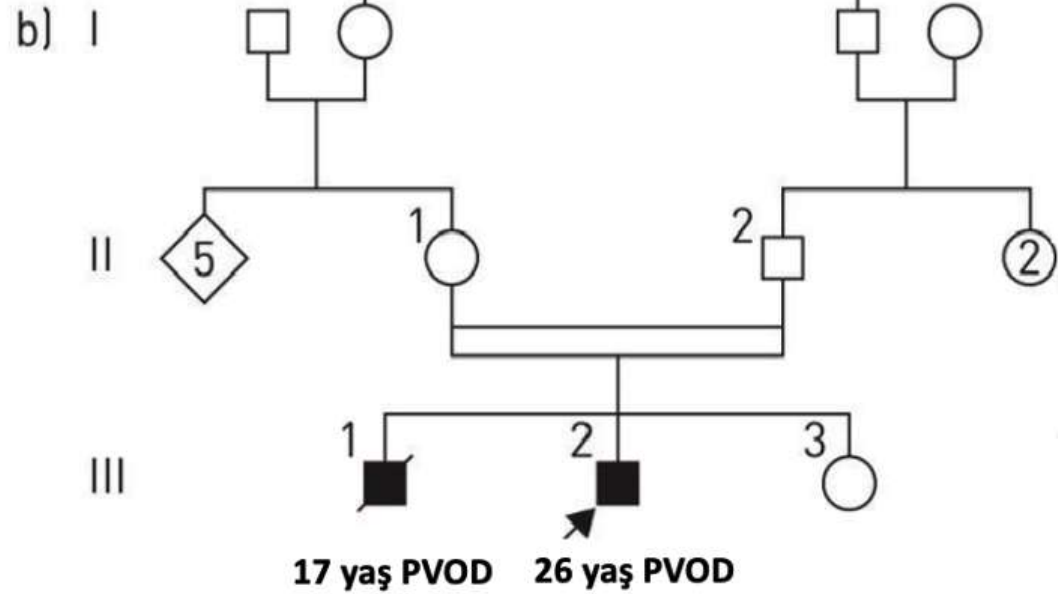 b) I
II 5 1 2 2
III 1 2 3
17 yaş PVOD 26 yaş PVOD